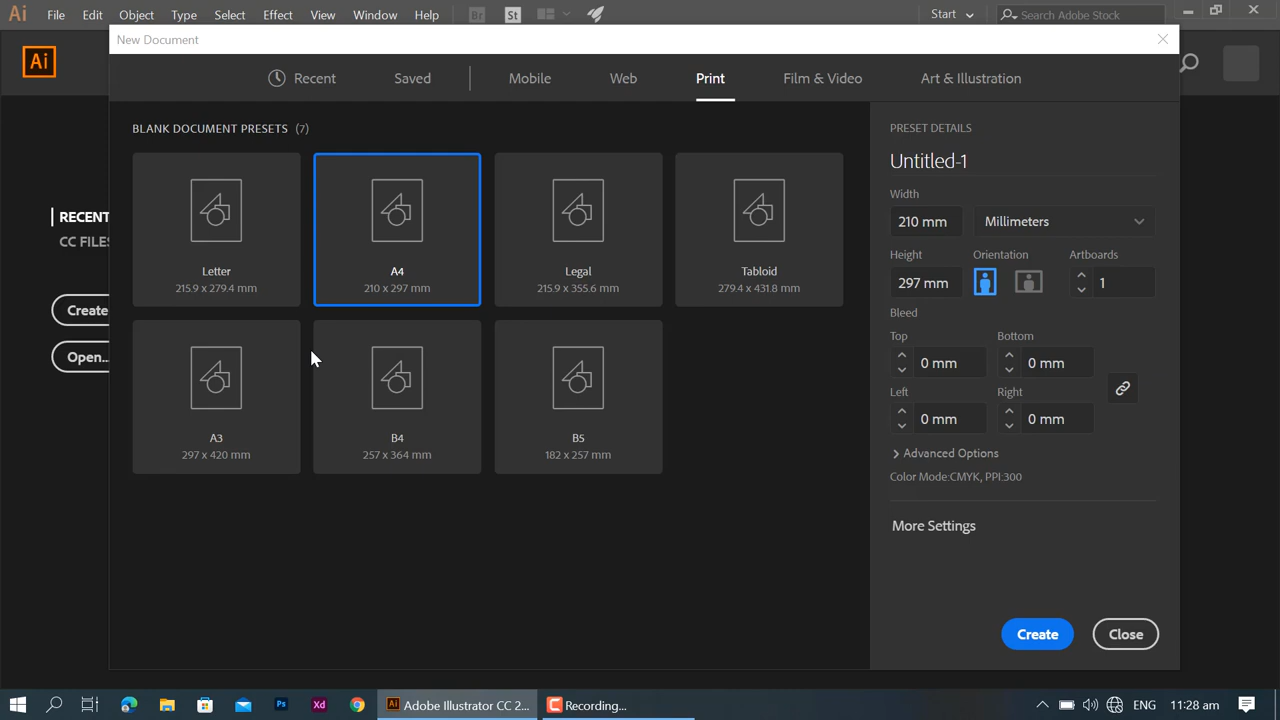 Ai File Edit Object Type Select Effect View Window Help Br St Start Search Adobe Stock
New Document
Ai
Recent Saved Mobile Web Print Film & Video Art & Illustration
BLANK DOCUMENT PRESETS (7)
PRESET DETAILS
Untitled-1
Width
210 mm Millimeters
RECENT
CC FILES
Height Orientation Artboards
Letter A4 Legal Tabloid
215.9 x 279.4 mm 210 x 297 mm 215.9 x 355.6 mm 279.4 x 431.8 mm
297 mm 1
Create
Bleed
Top Bottom
Open...
0 mm 0 mm
Left Right
0 mm 0 mm
A3 B4 B5
297 x 420 mm 257 x 364 mm 182 x 257 mm
Advanced Options
Color Mode:CMYK, PPI:300
More Settings
Create Close
Ps Xd Ai Adobe Illustrator CC 2... C Recording... ENG 11:28 am